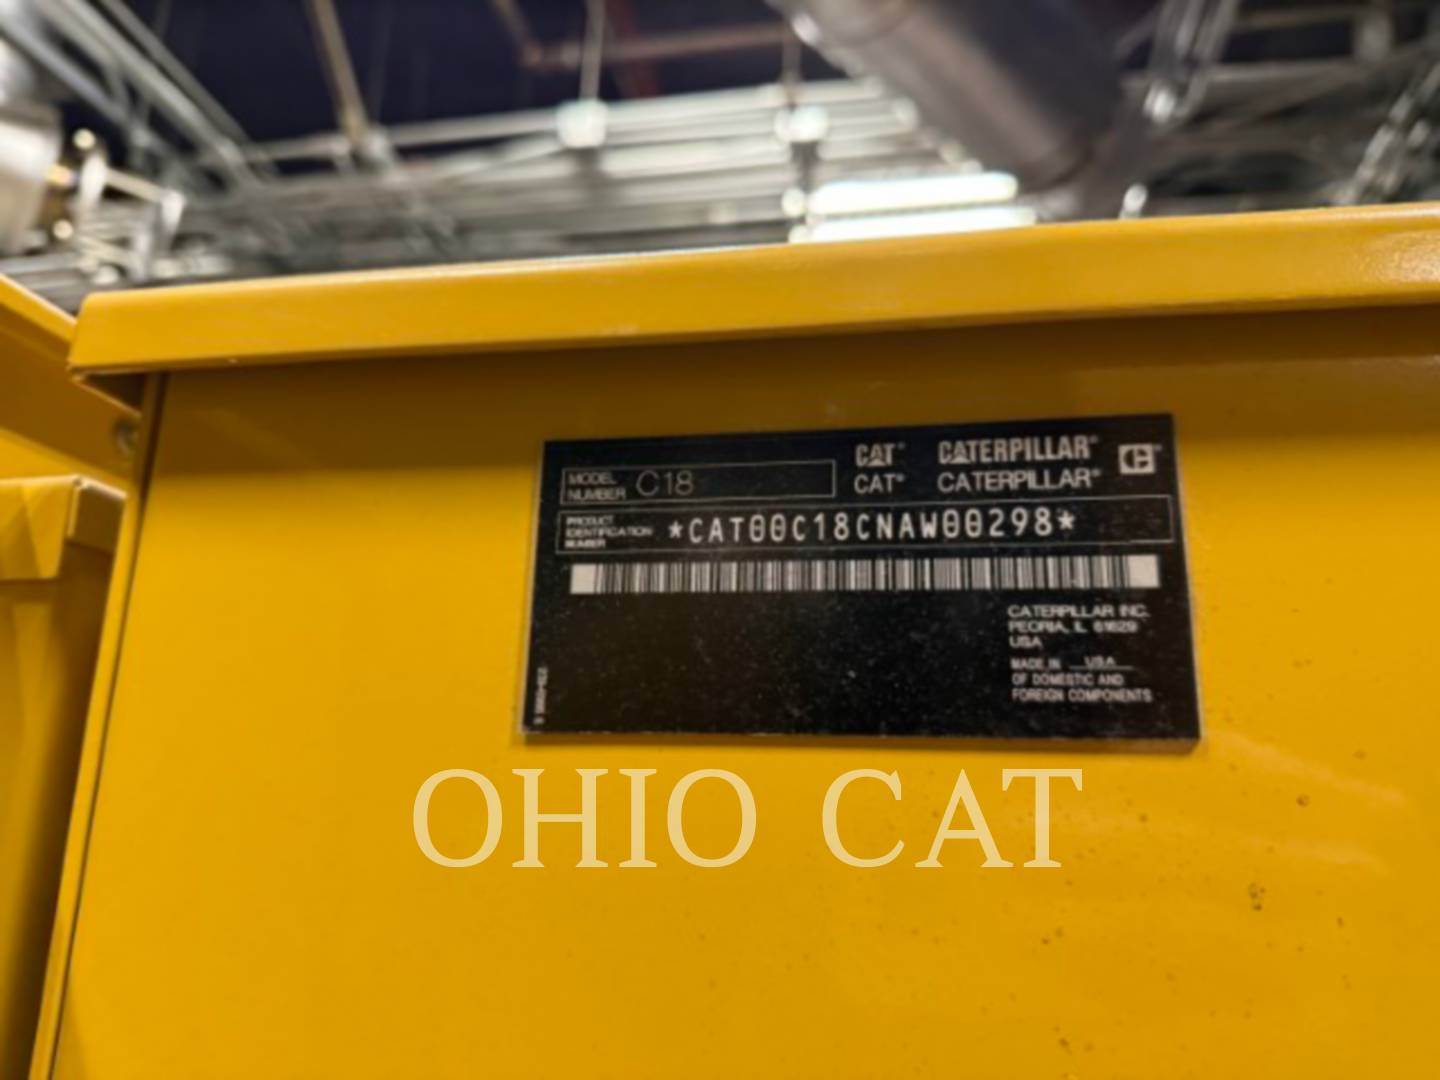 MODEL NUMBER C18
CAT® CATERPILLAR®
CAT® CATERPILLAR®
PRODUCT IDENTIFICATION NUMBER *CAT00C18CNAW00298*
CATERPILLAR INC.
PEORIA, IL 61629
USA
MADE IN USA
OF DOMESTIC AND
FOREIGN COMPONENTS
OHIO CAT